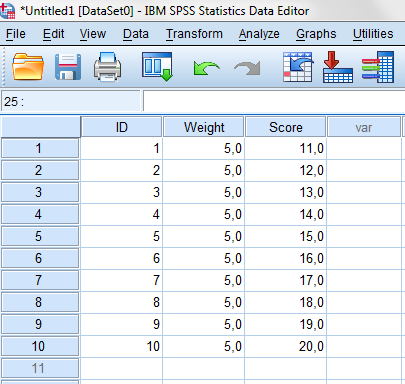 *Untitled1 [DataSet0] - IBM SPSS Statistics Data Editor
File Edit View Data Transform Analyze Graphs Utilities
25 :
ID Weight Score var
1 1 5,0 11,0
2 2 5,0 12,0
3 3 5,0 13,0
4 4 5,0 14,0
5 5 5,0 15,0
6 6 5,0 16,0
7 7 5,0 17,0
8 8 5,0 18,0
9 9 5,0 19,0
10 10 5,0 20,0
11